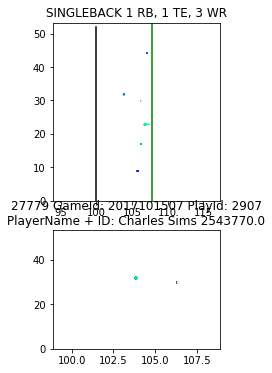 SINGLEBACK 1 RB, 1 TE, 3 WR
50
40
30
20
10
0
95 100 105 110 115
27779 GameId: 2017101507 PlayId: 2907
PlayerName + ID: Charles Sims 2543770.0
40
20
0
100.0 102.5 105.0 107.5